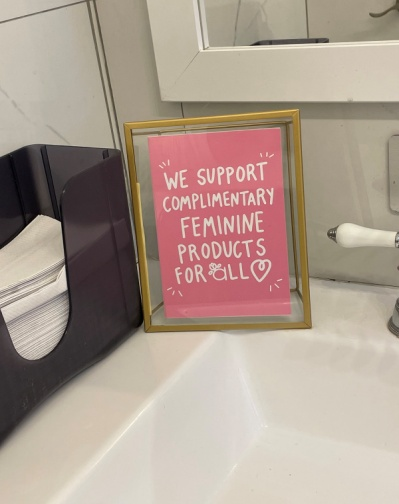 WE SUPPORT
COMPLIMENTARY
FEMININE
PRODUCTS
FOR ALL